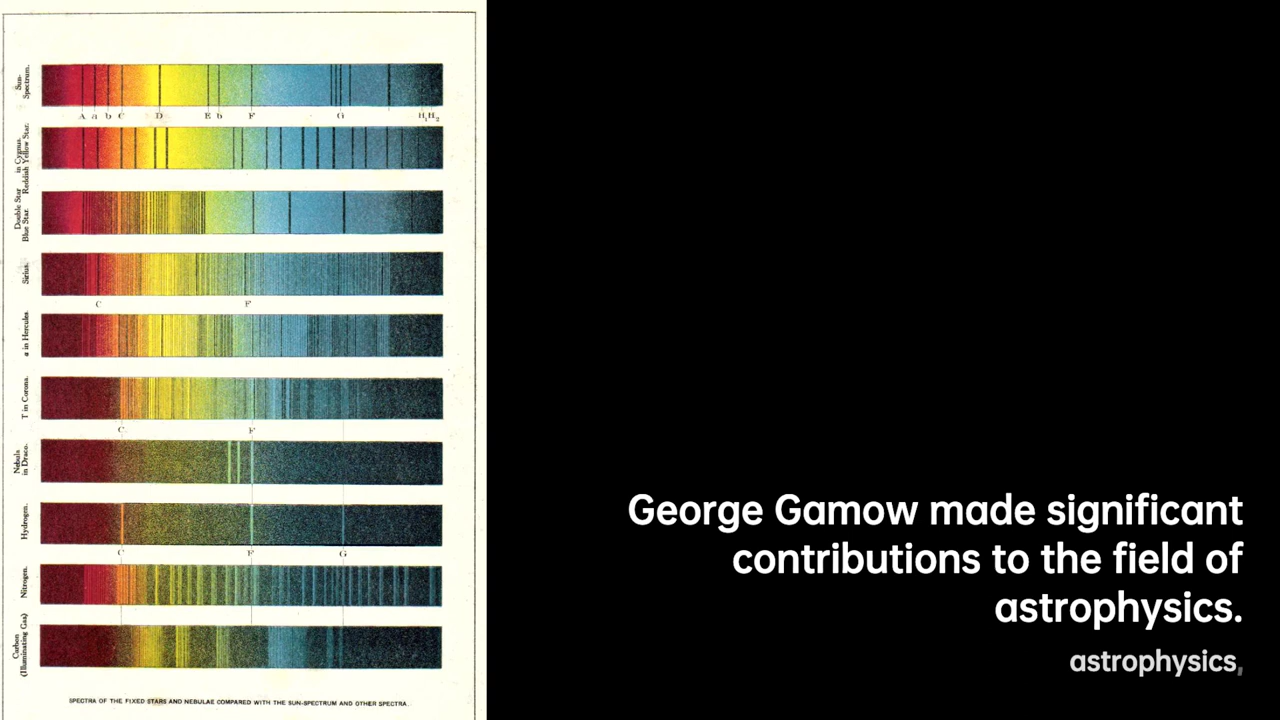 Sun-
Spectrum.
A a b C D E b F G H1 H2
Double Star in Cygnus.
Reddish Yellow Star.
Blue Star.
Sirius.
C F
α in Hercules.
T in Corona.
C F
Nebula
in Draco.
Hydrogen.
C F G
Nitrogen.
Carbon
(Illuminating Gas)
SPECTRA OF THE FIXED STARS AND NEBULAE COMPARED WITH THE SUN-SPECTRUM AND OTHER SPECTRA.
George Gamow made significant
contributions to the field of
astrophysics.
astrophysics,